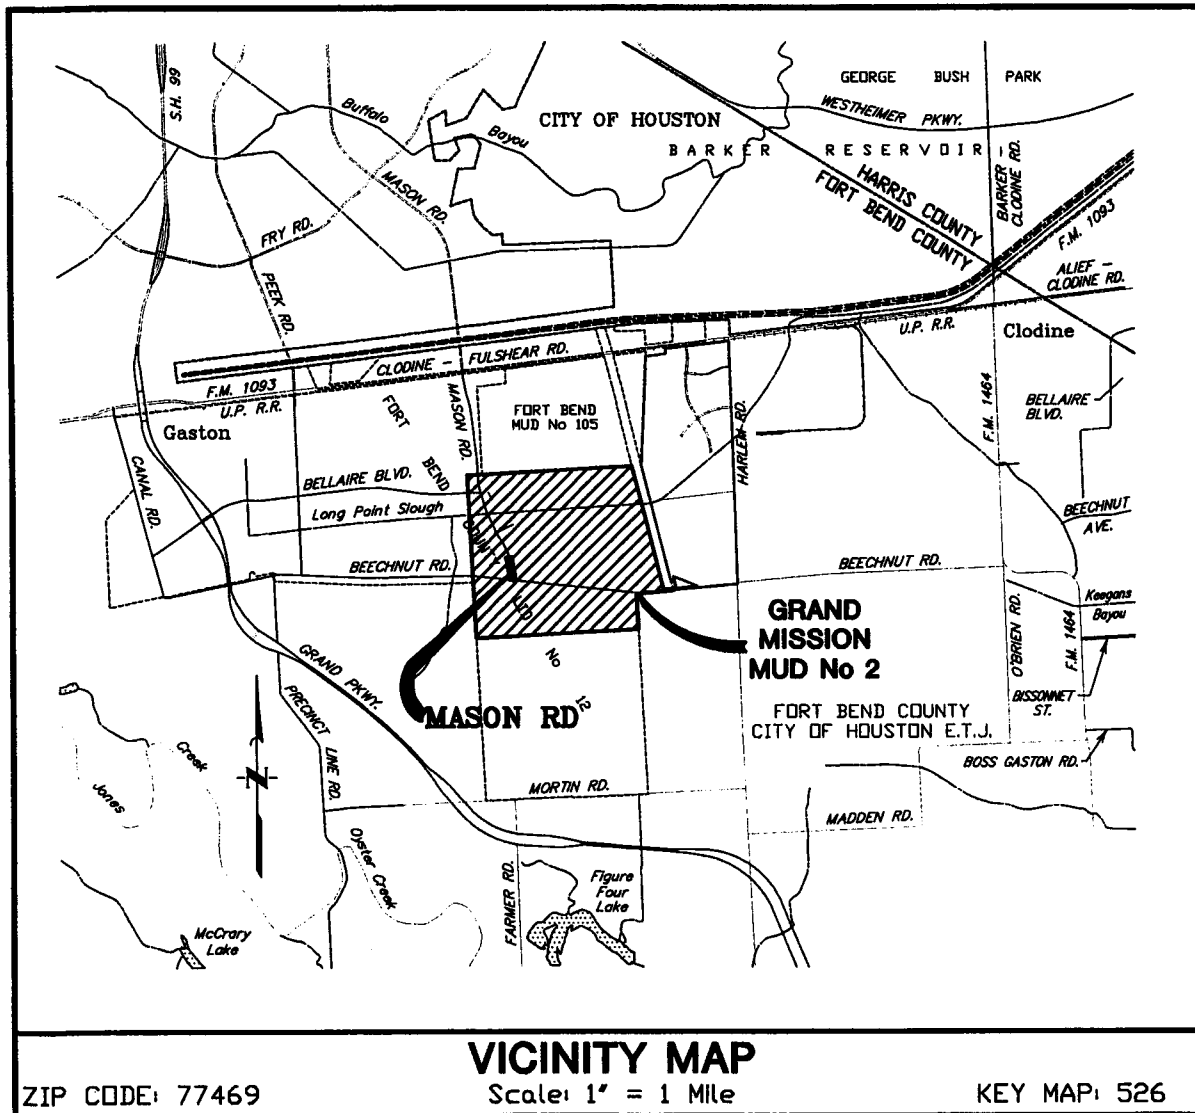 GEORGE BUSH PARK
S.H. 99
Buffalo
Bayou
CITY OF HOUSTON
WESTHEIMER PKWY.
BARKER RESERVOIR
BARKER -
CLODINE RD.
HARRIS COUNTY
FORT BEND COUNTY
MASON RD.
FRY RD.
PEEK RD.
F.M. 1093
ALIEF -
CLODINE RD.
U.P. R.R.
Clodine
CLODINE - FULSHEAR RD.
F.M. 1093
U.P. R.R.
Gaston
MASON RD.
FORT BEND
MUD No 105
HARLEM RD.
F.M. 1464
BELLAIRE
BLVD.
CANAL RD.
BELLAIRE BLVD.
Long Point Slough
FORT
BEND
COUNTY
LID
No
12
BEECHNUT
AVE.
BEECHNUT RD.
BEECHNUT RD.
GRAND
MISSION
MUD No 2
O'BRIEN RD.
F.M. 1464
Keegans
Bayou
GRAND PKWY.
PRECINCT LINE RD.
MASON RD
FORT BEND COUNTY
CITY OF HOUSTON E.T.J.
BISSONNET
ST.
BOSS GASTON RD.
N
Jones
Creek
MORTIN RD.
MADDEN RD.
Oyster Creek
FARMER RD.
Figure
Four
Lake
McCrary
Lake
VICINITY MAP
ZIP CODE: 77469
Scale: 1" = 1 Mile
KEY MAP: 526